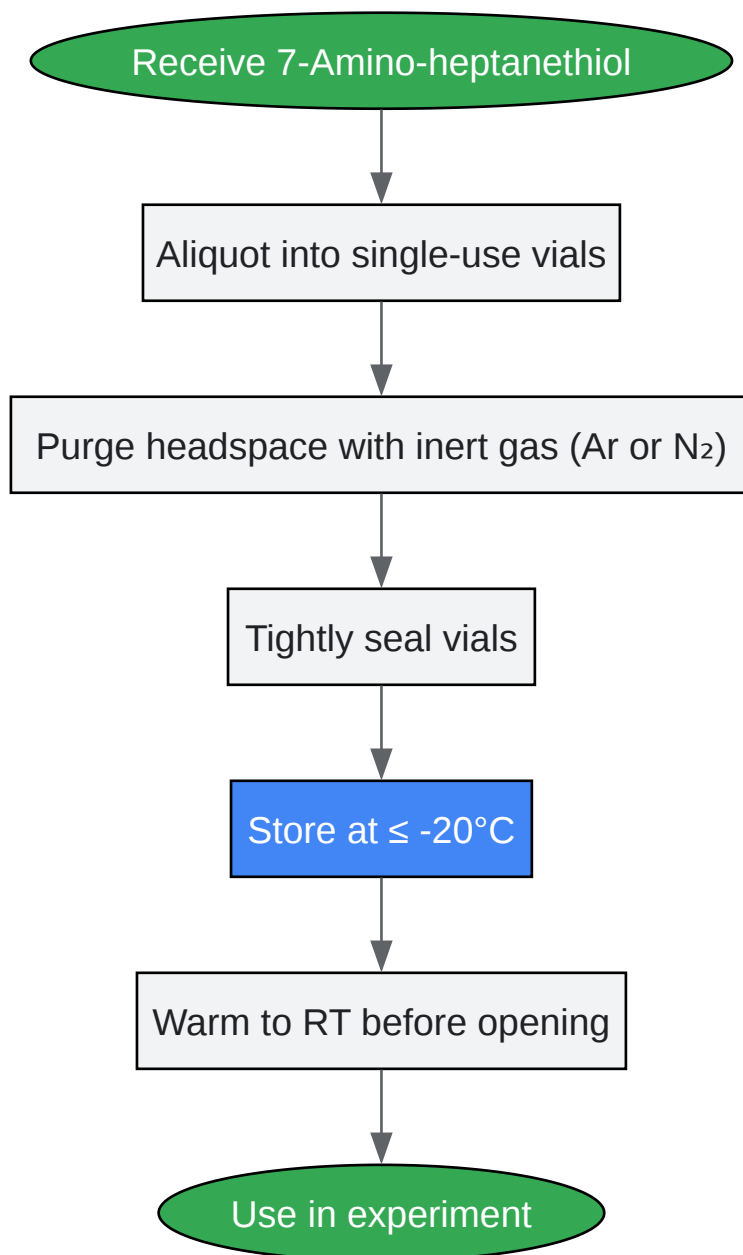 Receive 7-Amino-heptanethiol
Aliquot into single-use vials
Purge headspace with inert gas (Ar or N₂)
Tightly seal vials
Store at ≤ -20°C
Warm to RT before opening
Use in experiment